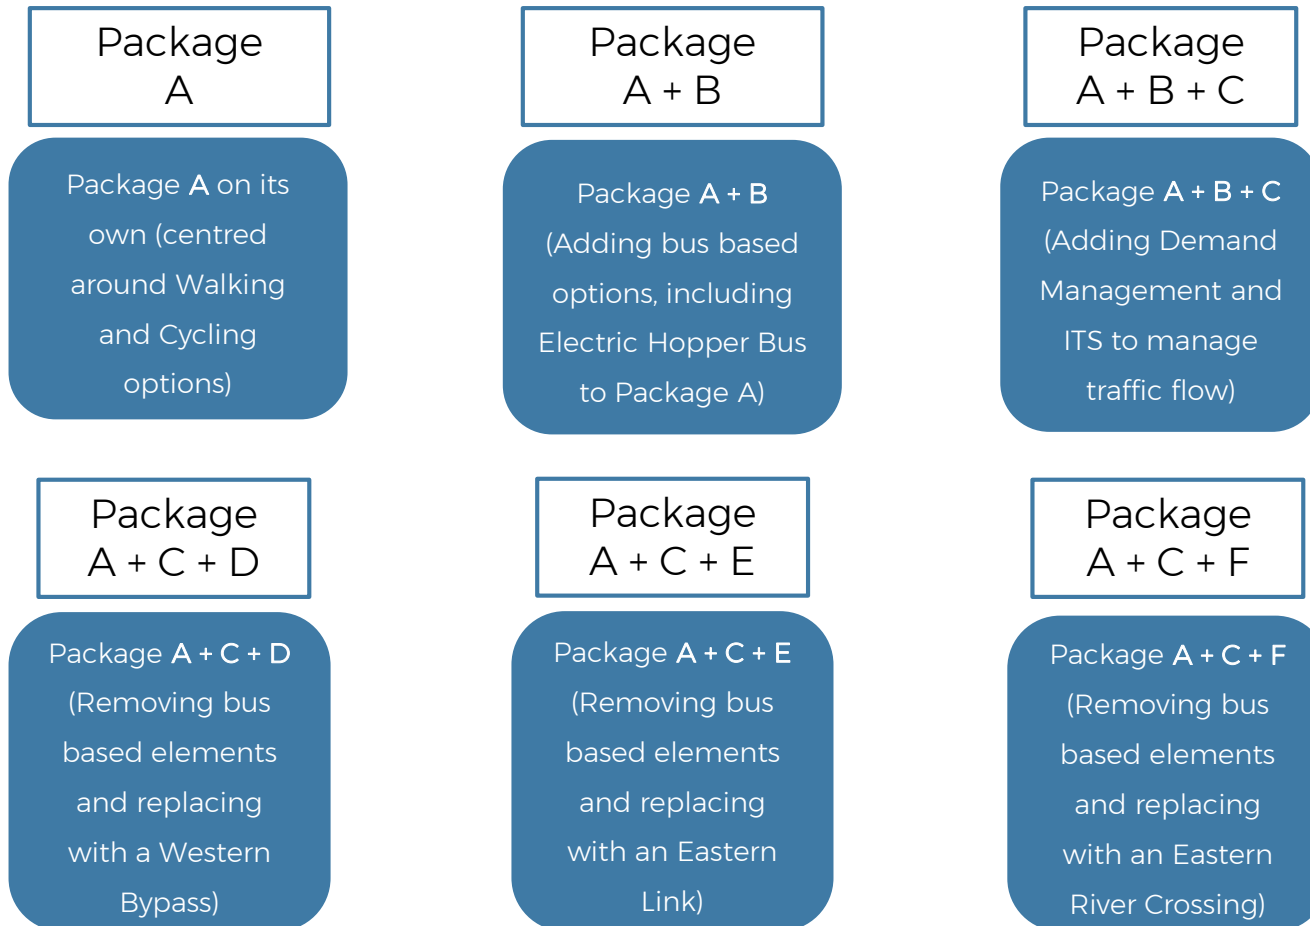 Package
A
Package A on its
own (centred
around Walking
and Cycling
options)
Package
A + B
Package A + B
(Adding bus based
options, including
Electric Hopper Bus
to Package A)
Package
A + B + C
Package A + B + C
(Adding Demand
Management and
ITS to manage
traffic flow)
Package
A + C + D
Package A + C + D
(Removing bus
based elements
and replacing
with a Western
Bypass)
Package
A + C + E
Package A + C + E
(Removing bus
based elements
and replacing
with an Eastern
Link)
Package
A + C + F
Package A + C + F
(Removing bus
based elements
and replacing
with an Eastern
River Crossing)